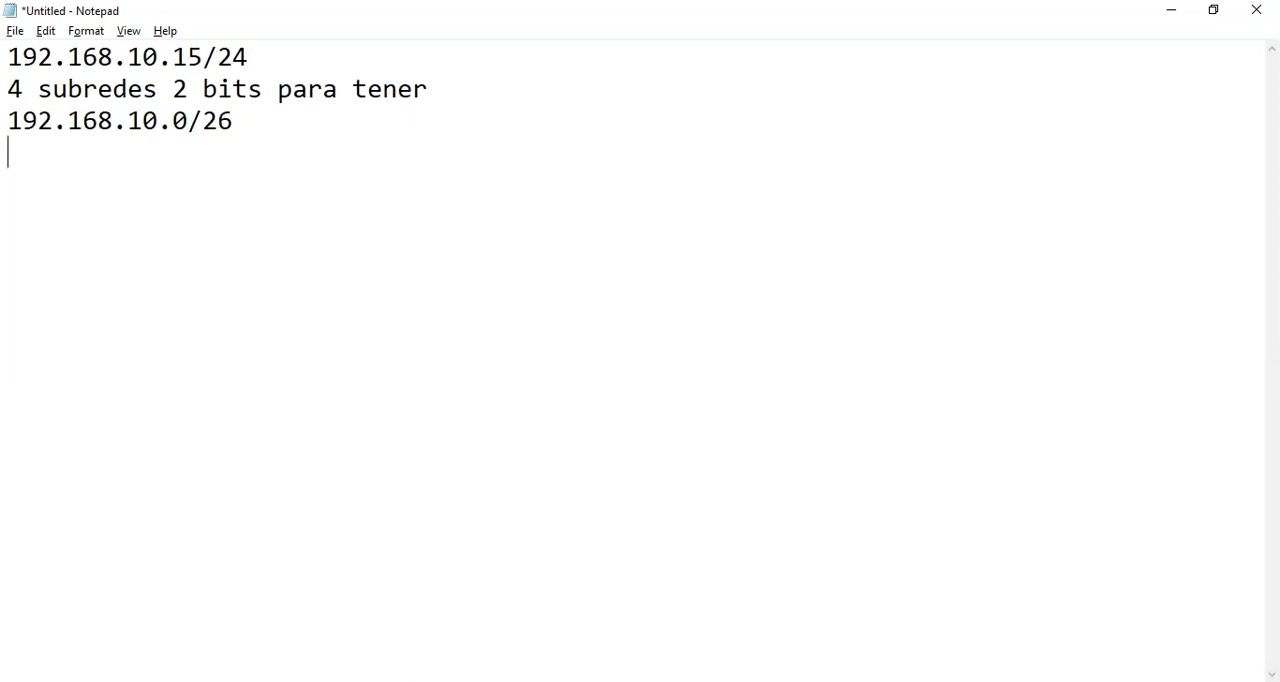 *Untitled - Notepad
File Edit Format View Help
192.168.10.15/24
4 subredes 2 bits para tener
192.168.10.0/26